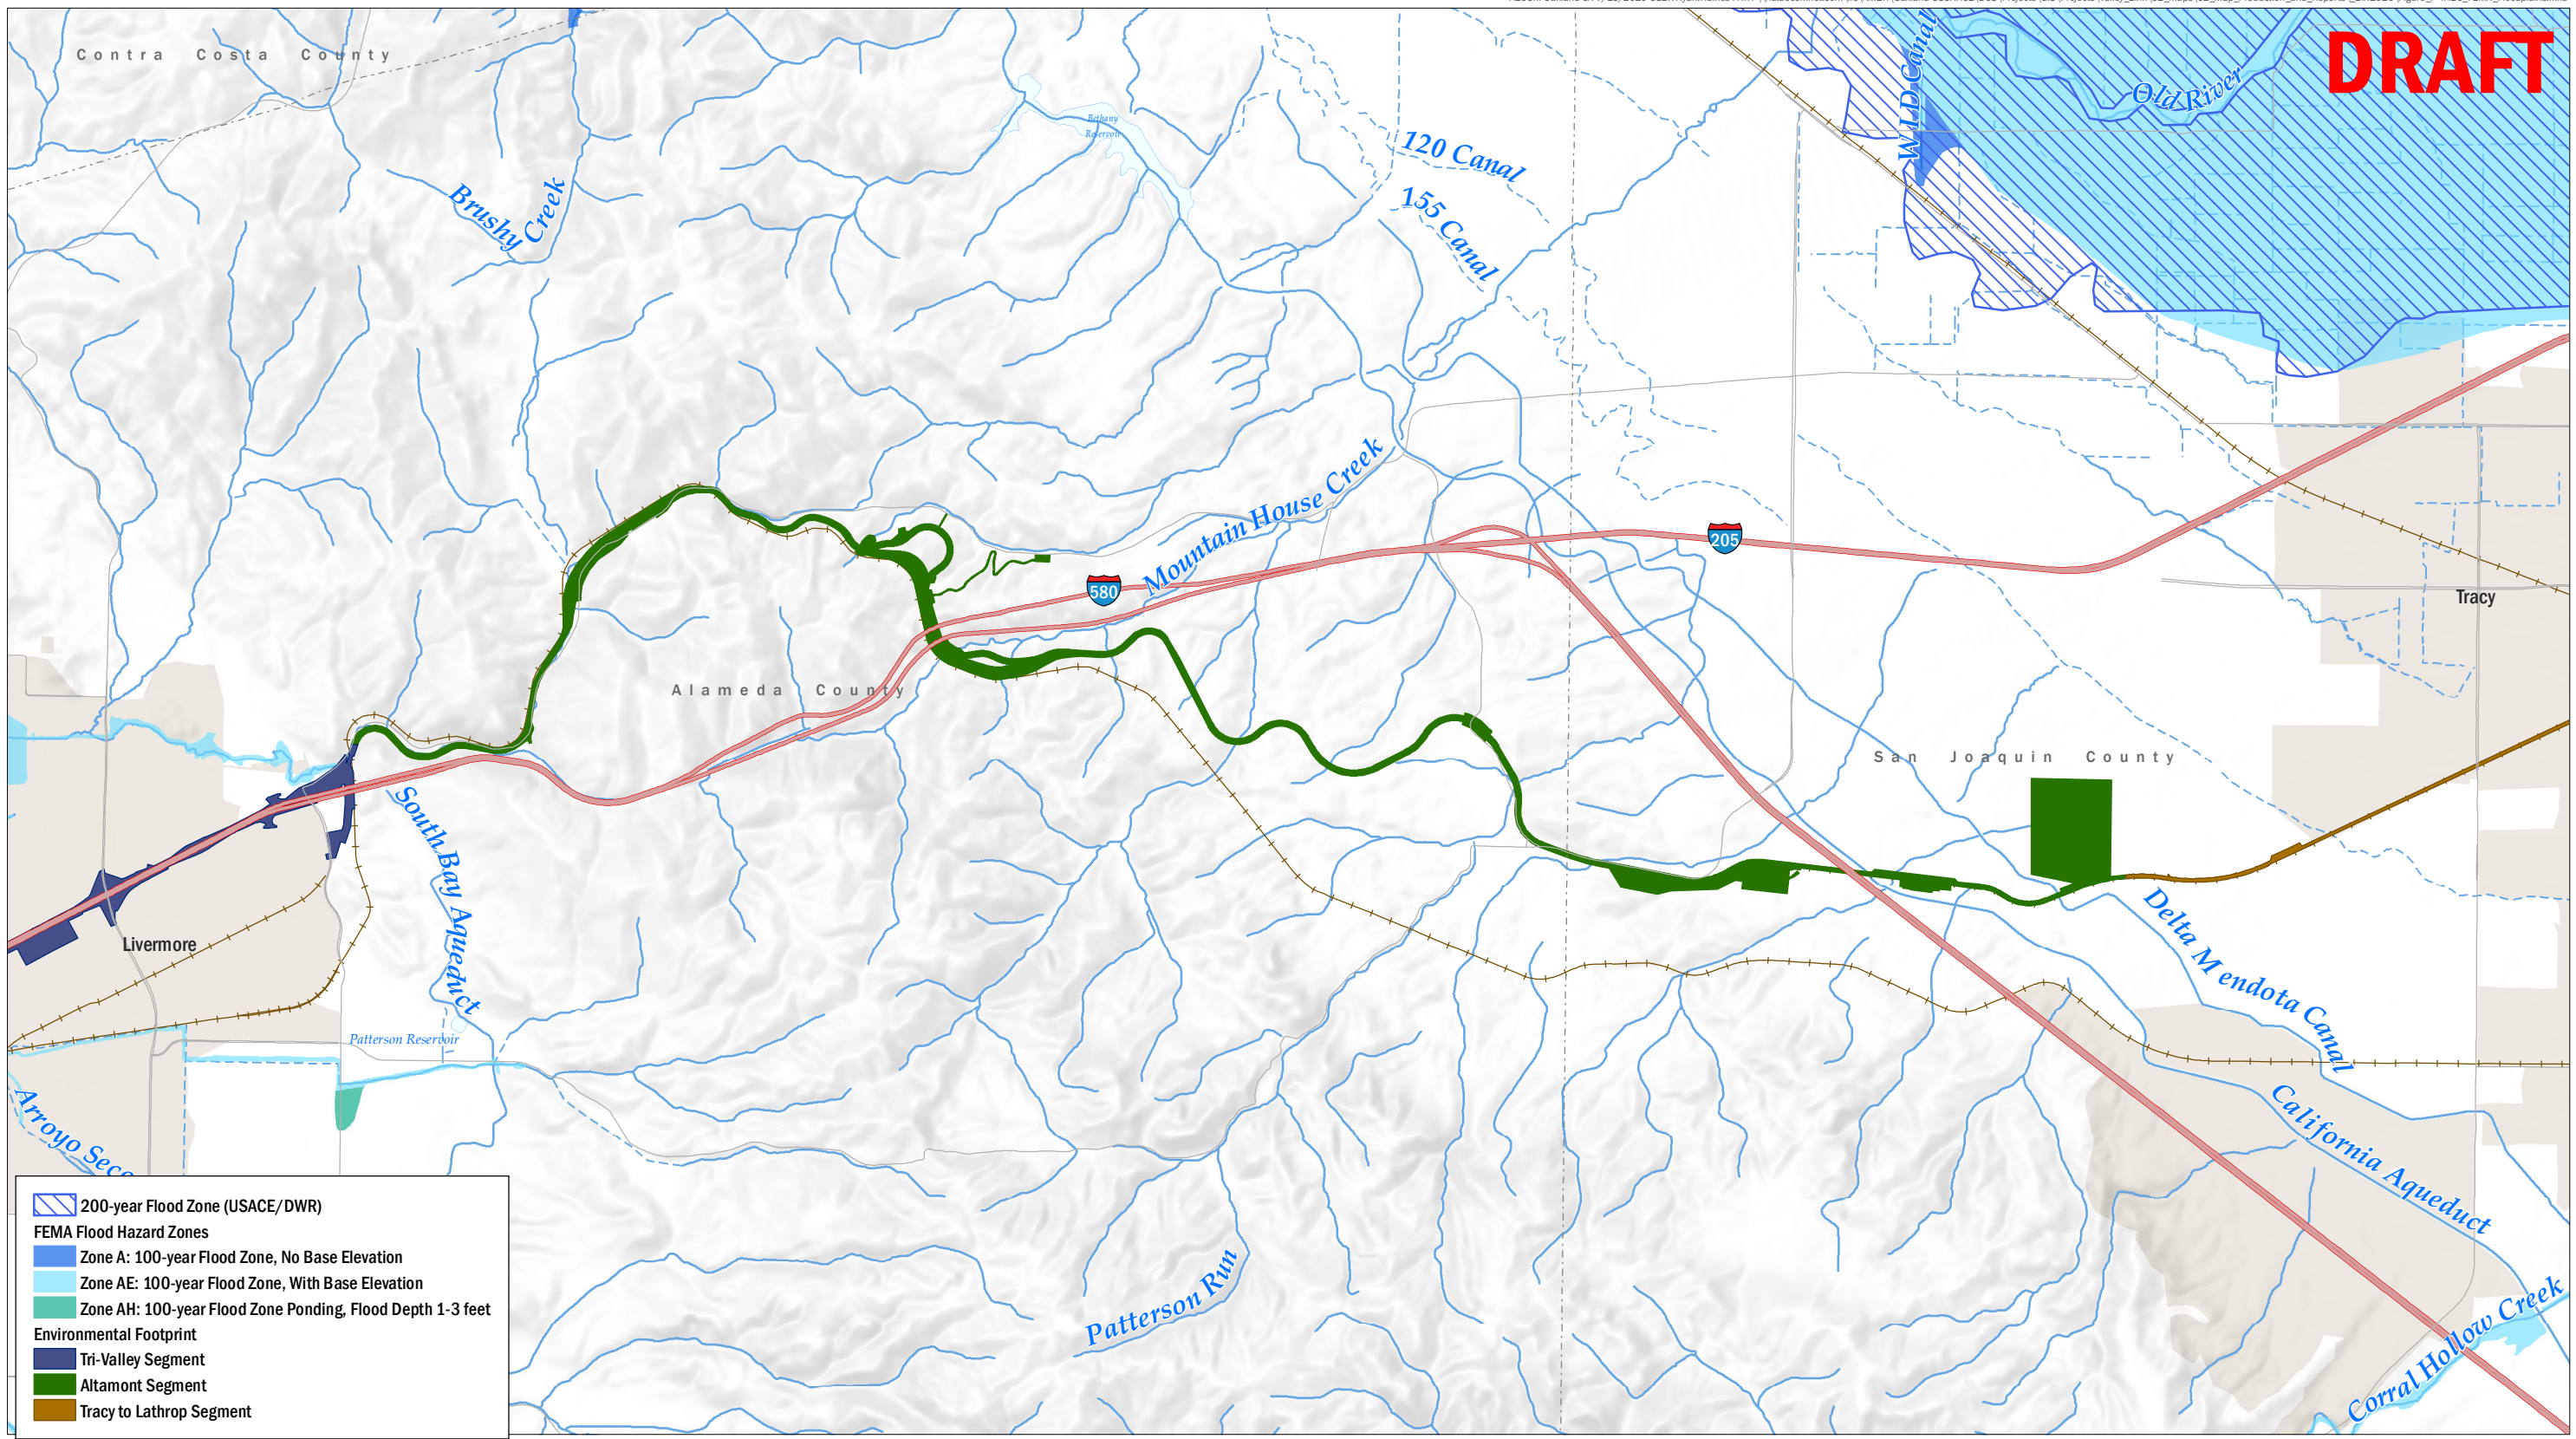 Contra Costa County
DRAFT
W I D Canal
Old River
Bethany
Reservoir
120 Canal
155 Canal
Brushy
Creek
Mountain House Creek
580
205
Tracy
Alameda County
San Joaquin County
South Bay Aqueduct
Livermore
Delta Mendota Canal
Patterson Reservoir
Arroyo Seco
California Aqueduct
Patterson Run
Corral Hollow Creek
200-year Flood Zone (USACE/DWR)
FEMA Flood Hazard Zones
Zone A: 100-year Flood Zone, No Base Elevation
Zone AE: 100-year Flood Zone, With Base Elevation
Zone AH: 100-year Flood Zone Ponding, Flood Depth 1-3 feet
Environmental Footprint
Tri-Valley Segment
Altamont Segment
Tracy to Lathrop Segment